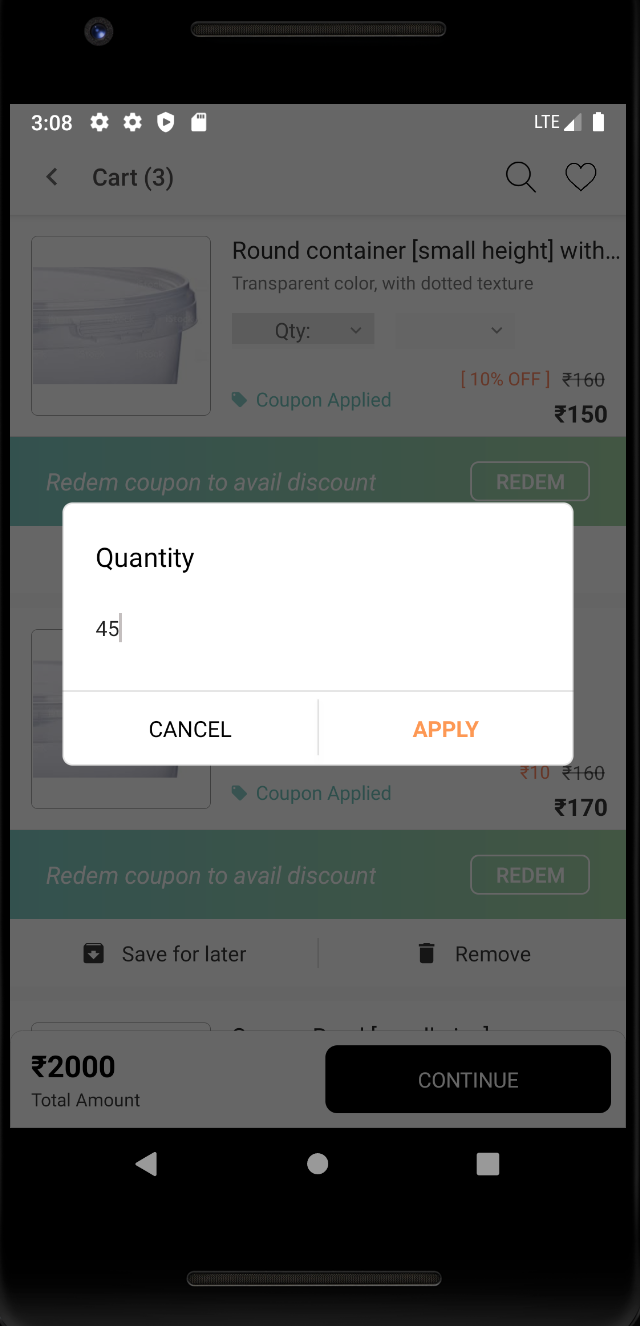 3:08 LTE
Cart (3)
Round container [small height] with...
Transparent color, with dotted texture
Qty:
[ 10% OFF ] ₹160
Coupon Applied
₹150
Redem coupon to avail discount REDEM
Quantity
45
CANCEL APPLY
₹10 ₹160
Coupon Applied
₹170
Redem coupon to avail discount REDEM
Save for later Remove
₹2000
Total Amount
CONTINUE